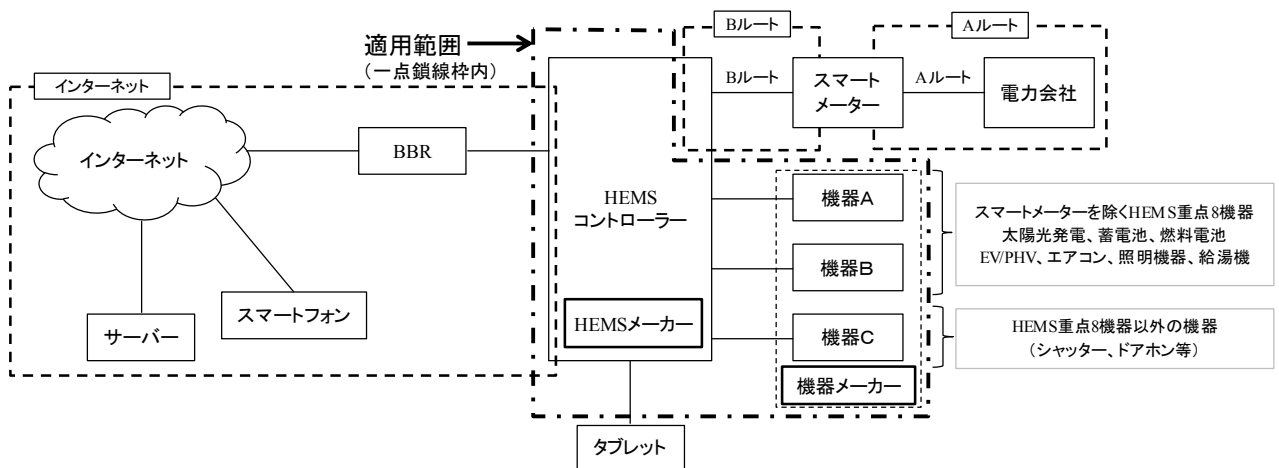 適用範囲
（一点鎖線枠内）
Bルート
Aルート
インターネット
インターネット
BBR
HEMS
コントローラー
Bルート
スマート
メーター
Aルート
電力会社
機器A
機器B
機器C
HEMSメーカー
機器メーカー
スマートメーターを除くHEMS重点8機器
太陽光発電、蓄電池、燃料電池
EV/PHV、エアコン、照明機器、給湯機
HEMS重点8機器以外の機器
（シャッター、ドアホン等）
サーバー
スマートフォン
タブレット